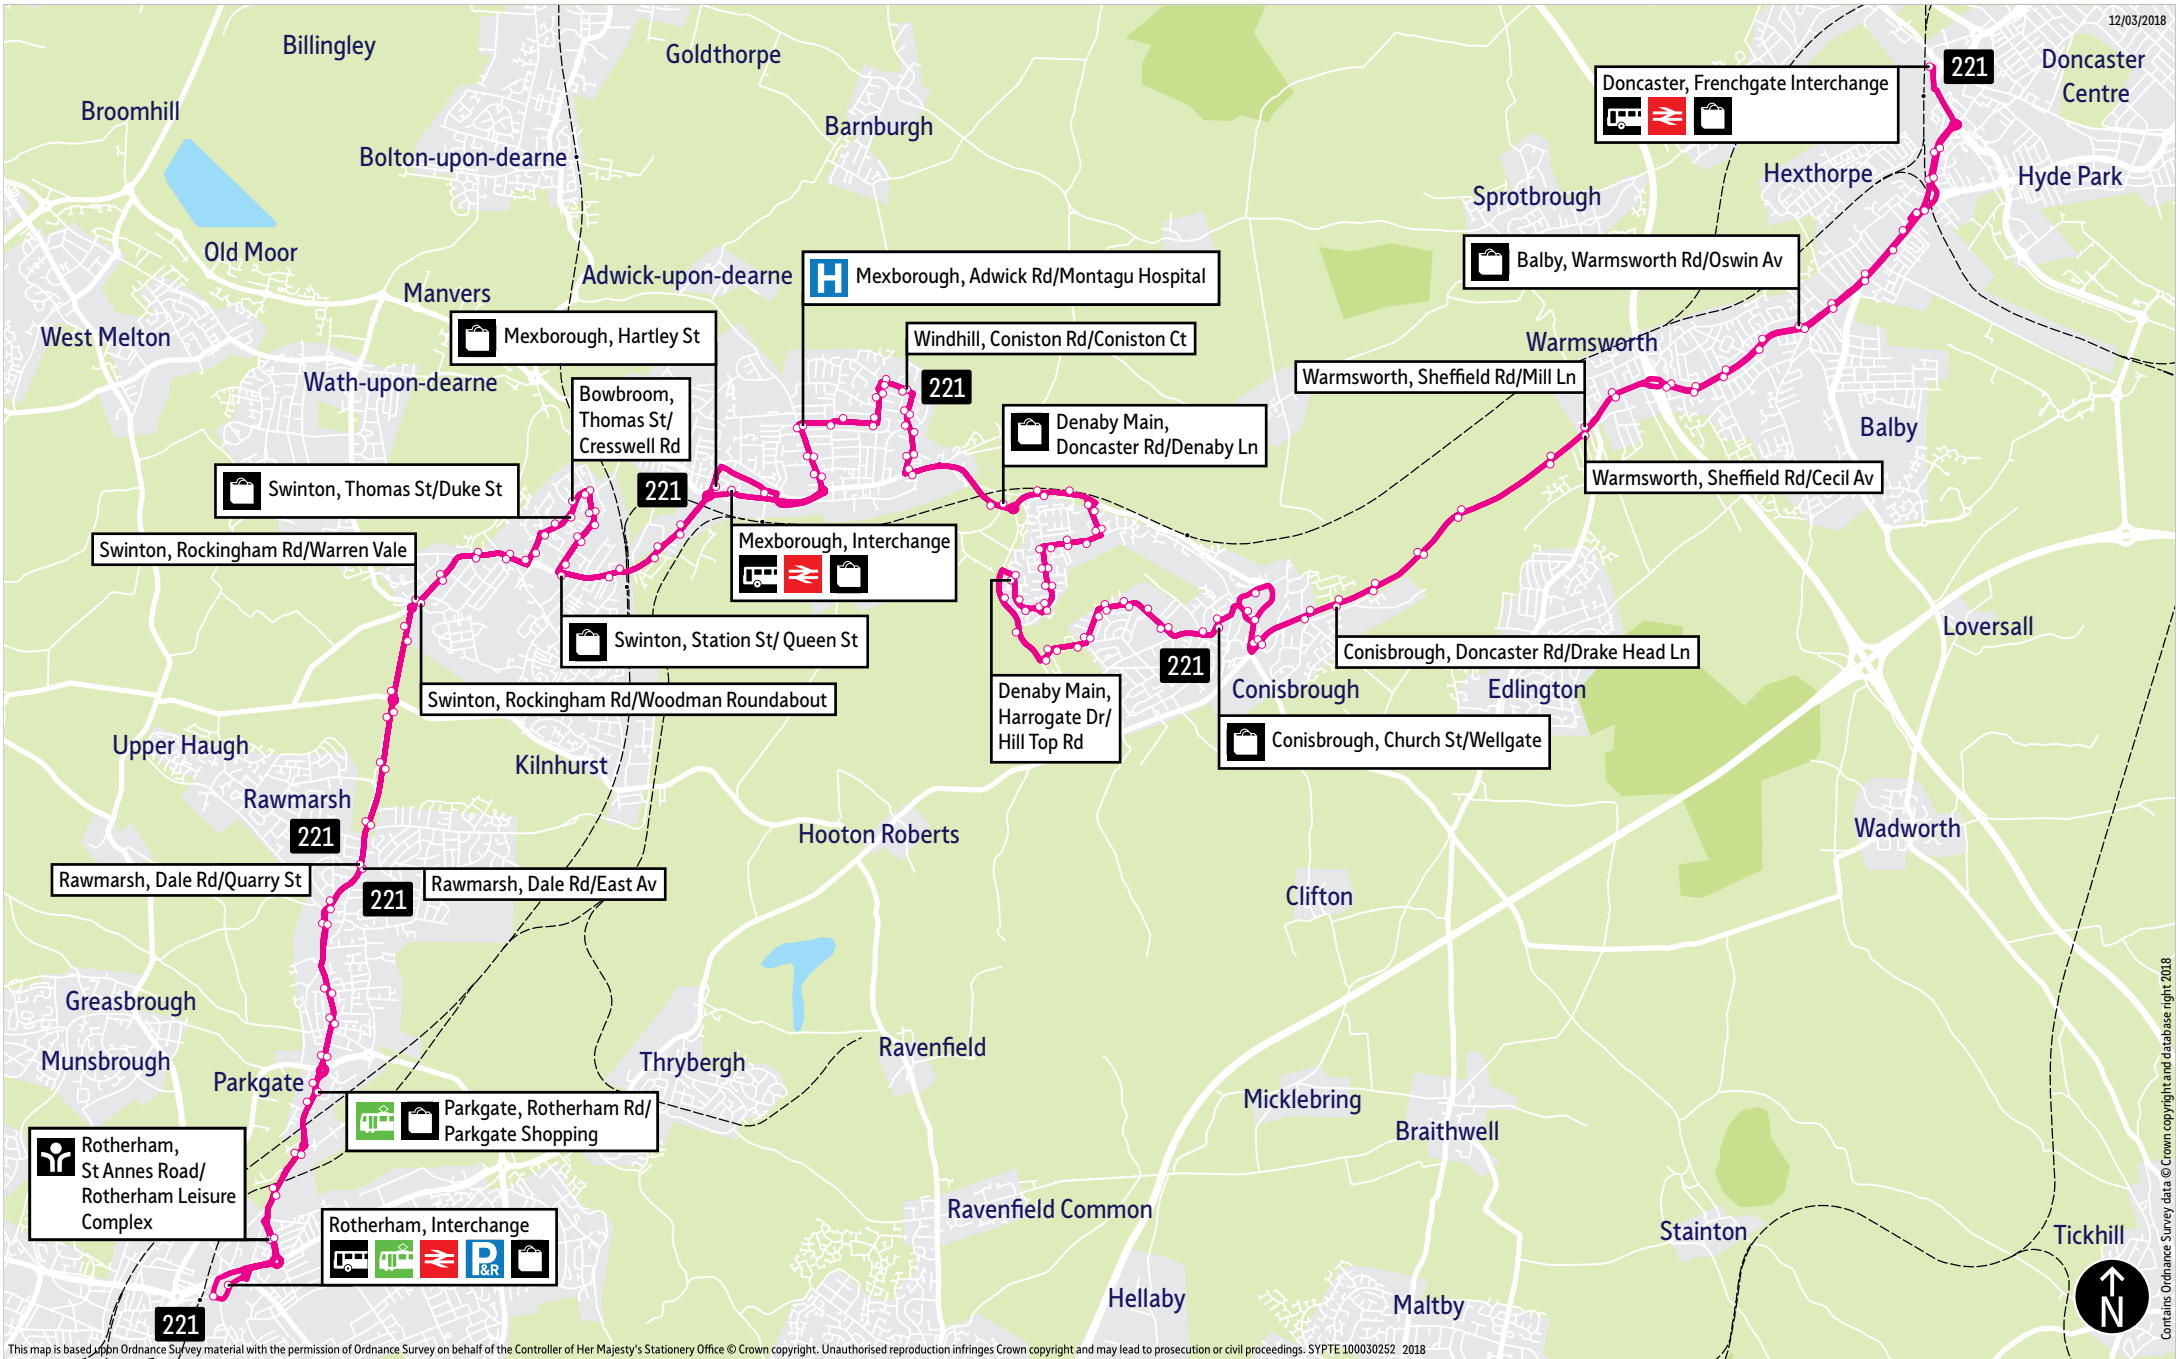 12/03/2018
Billingley
Goldthorpe
Doncaster
Centre
221
Doncaster, Frenchgate Interchange
Broomhill
Barnburgh
Bolton-upon-dearne
Hexthorpe
Hyde Park
Sprotbrough
Old Moor
Balby, Warmsworth Rd/Oswin Av
Adwick-upon-dearne
H
Mexborough, Adwick Rd/Montagu Hospital
Manvers
West Melton
Mexborough, Hartley St
Windhill, Coniston Rd/Coniston Ct
Warmsworth
Wath-upon-dearne
221
Warmsworth, Sheffield Rd/Mill Ln
Bowbroom,
Thomas St/
Cresswell Rd
Denaby Main,
Doncaster Rd/Denaby Ln
Balby
Swinton, Thomas St/Duke St
221
Warmsworth, Sheffield Rd/Cecil Av
Swinton, Rockingham Rd/Warren Vale
Mexborough, Interchange
Swinton, Station St/ Queen St
Loversall
221
Conisbrough, Doncaster Rd/Drake Head Ln
Swinton, Rockingham Rd/Woodman Roundabout
Denaby Main,
Harrogate Dr/
Hill Top Rd
Conisbrough
Edlington
Conisbrough, Church St/Wellgate
Upper Haugh
Kilnhurst
Rawmarsh
221
Hooton Roberts
Wadworth
Rawmarsh, Dale Rd/Quarry St
Rawmarsh, Dale Rd/East Av
221
Clifton
Greasbrough
Munsbrough
Thrybergh
Ravenfield
Parkgate
Micklebring
Braithwell
Parkgate, Rotherham Rd/
Parkgate Shopping
Rotherham,
St Annes Road/
Rotherham Leisure
Complex
Ravenfield Common
Rotherham, Interchange
P
&R
Stainton
Tickhill
Hellaby
Maltby
N
221
Contains Ordnance Survey data © Crown copyright and database right 2018
This map is based upon Ordnance Survey material with the permission of Ordnance Survey on behalf of the Controller of Her Majesty's Stationery Office © Crown copyright. Unauthorised reproduction infringes Crown copyright and may lead to prosecution or civil proceedings. SYPTE 100030252 2018